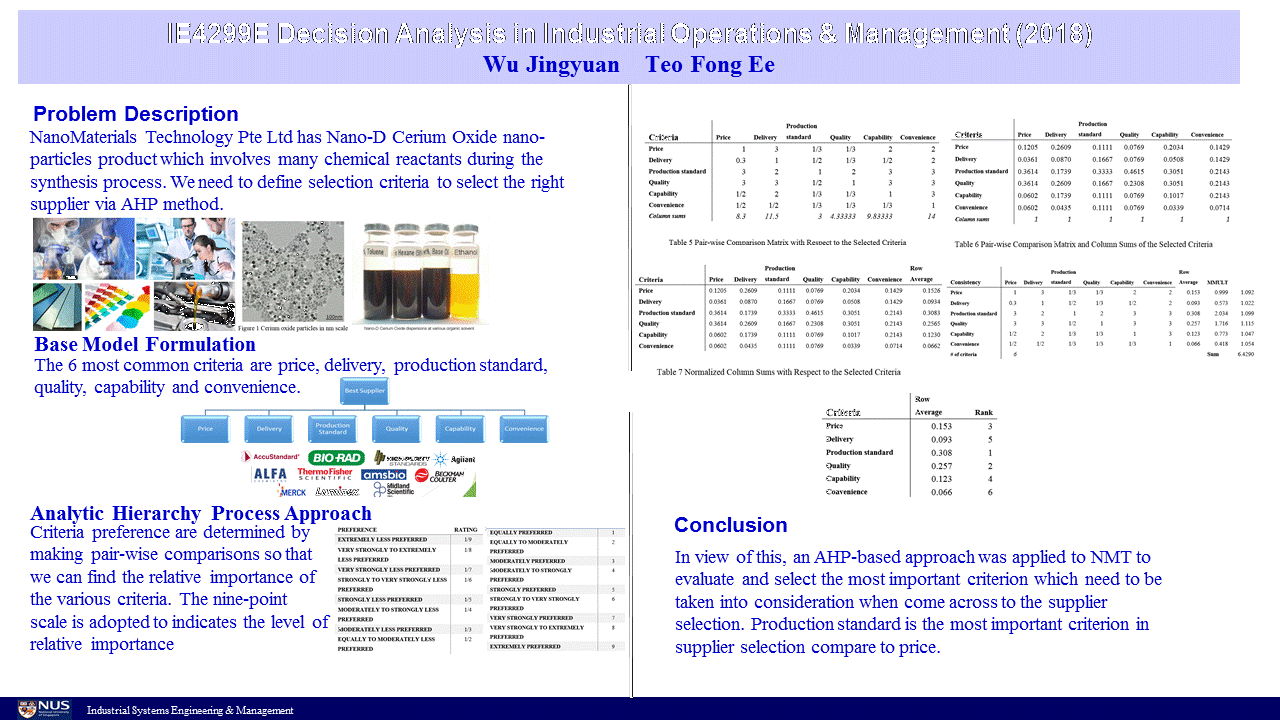 IE4299E Decision Analysis in Industrial Operations & Management (2018)
Wu Jingyuan Teo Fong Ee
Problem Description
NanoMaterials Technology Pte Ltd has Nano-D Cerium Oxide nano-
particles product which involves many chemical reactants during the
synthesis process. We need to define selection criteria to select the right
supplier via AHP method.
Toluene
Hexane
Base
Ethanol
100nm
Figure 1 Cerium oxide particles in nm scale
Nano-D Cerium Oxide dispersions at various organic solvent
Base Model Formulation
The 6 most common criteria are price, delivery, production standard,
quality, capability and convenience.
Best Supplier
Price Delivery Production Standard Quality Capability Convenience
AccuStandard BIO-RAD STANDARDS Agilent
ALFA ThermoFisher SCIENTIFIC amsbio BECKMAN COULTER
MERCK Luminex Midland Scientific
Analytic Hierarchy Process Approach
Criteria preference are determined by
making pair-wise comparisons so that
we can find the relative importance of
the various criteria. The nine-point
scale is adopted to indicates the level of
relative importance
PREFERENCE RATING
EXTREMELY LESS PREFERRED 1/9
VERY STRONGLY TO EXTREMELY 1/8
LESS PREFERRED
VERY STRONGLY LESS PREFERRED 1/7
STRONGLY TO VERY STRONGLY LESS 1/6
PREFERRED
STRONGLY LESS PREFERRED 1/5
MODERATELY TO STRONGLY LESS 1/4
PREFERRED
MODERATELY LESS PREFERRED 1/3
EQUALLY TO MODERATELY LESS 1/2
PREFERRED
EQUALLY PREFERRED 1
EQUALLY TO MODERATELY 2
PREFERRED
MODERATELY PREFERRED 3
MODERATELY TO STRONGLY 4
PREFERRED
STRONGLY PREFERRED 5
STRONGLY TO VERY STRONGLY 6
PREFERRED
VERY STRONGLY PREFERRED 7
VERY STRONGLY TO EXTREMELY 8
PREFERRED
EXTREMELY PREFERRED 9
Production
Criteria Price Delivery standard Quality Capability Convenience
Price 1 3 1/3 1/3 2 2
Delivery 0.3 1 1/2 1/3 1/2 2
Production standard 3 2 1 2 3 3
Quality 3 3 1/2 1 3 3
Capability 1/2 2 1/3 1/3 1 3
Convenience 1/2 1/2 1/3 1/3 1/3 1
Column sums 8.3 11.5 3 4.33333 9.83333 14
Table 5 Pair-wise Comparison Matrix with Respect to the Selected Criteria
Production
Criteria Price Delivery standard Quality Capability Convenience
Price 0.1205 0.2609 0.1111 0.0769 0.2034 0.1429
Delivery 0.0361 0.0870 0.1667 0.0769 0.0508 0.1429
Production standard 0.3614 0.1739 0.3333 0.4615 0.3051 0.2143
Quality 0.3614 0.2609 0.1667 0.2308 0.3051 0.2143
Capability 0.0602 0.1739 0.1111 0.0769 0.1017 0.2143
Convenience 0.0602 0.0435 0.1111 0.0769 0.0339 0.0714
Column sums 1 1 1 1 1 1
Table 6 Pair-wise Comparison Matrix and Column Sums of the Selected Criteria
Production Row
Criteria Price Delivery standard Quality Capability Convenience Average
Price 0.1205 0.2609 0.1111 0.0769 0.2034 0.1429 0.1526
Delivery 0.0361 0.0870 0.1667 0.0769 0.0508 0.1429 0.0934
Production standard 0.3614 0.1739 0.3333 0.4615 0.3051 0.2143 0.3083
Quality 0.3614 0.2609 0.1667 0.2308 0.3051 0.2143 0.2565
Capability 0.0602 0.1739 0.1111 0.0769 0.1017 0.2143 0.1230
Convenience 0.0602 0.0435 0.1111 0.0769 0.0339 0.0714 0.0662
Table 7 Normalized Column Sums with Respect to the Selected Criteria
Production Row
Consistency Price Delivery standard Quality Capability Convenience Average MMULT
Price 1 3 1/3 1/3 2 2 0.153 0.999 1.092
Delivery 0.3 1 1/2 1/3 1/2 2 0.093 0.573 1.022
Production standard 3 2 1 2 3 3 0.308 2.034 1.099
Quality 3 3 1/2 1 3 3 0.257 1.716 1.115
Capability 1/2 2 1/3 1/3 1 3 0.123 0.773 1.047
Convenience 1/2 1/2 1/3 1/3 1/3 1 0.066 0.418 1.054
# of criteria 6 Sum 6.4290
Row
Criteria Average Rank
Price 0.153 3
Delivery 0.093 5
Production standard 0.308 1
Quality 0.257 2
Capability 0.123 4
Convenience 0.066 6
Conclusion
In view of this, an AHP-based approach was applied to NMT to
evaluate and select the most important criterion which need to be
taken into consideration when come across to the supplier
selection. Production standard is the most important criterion in
supplier selection compare to price.
NUS
National University
of Singapore
Industrial Systems Engineering & Management